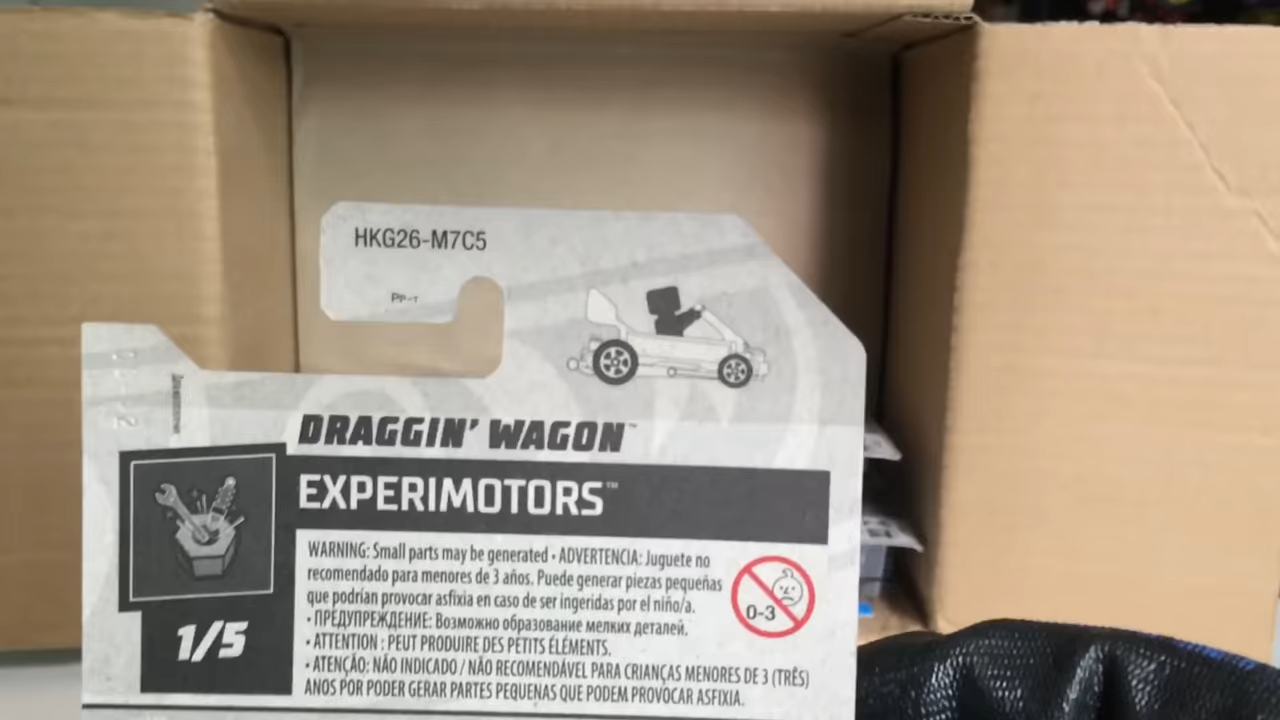 HKG26-M7C5
PP-T
DRAGGIN' WAGON™
EXPERIMOTORS™
WARNING: Small parts may be generated • ADVERTENCIA: Juguete no
recomendado para menores de 3 años. Puede generar piezas pequeñas
que podrían provocar asfixia en caso de ser ingeridas por el niño/a.
• ПРЕДУПРЕЖДЕНИЕ: Возможно образование мелких деталей.
• ATTENTION : PEUT PRODUIRE DES PETITS ÉLÉMENTS.
• ATENÇÃO: NÃO INDICADO / NÃO RECOMENDÁVEL PARA CRIANÇAS MENORES DE 3 (TRÊS)
ANOS POR PODER GERAR PARTES PEQUENAS QUE PODEM PROVOCAR ASFIXIA.
0-3
1/5